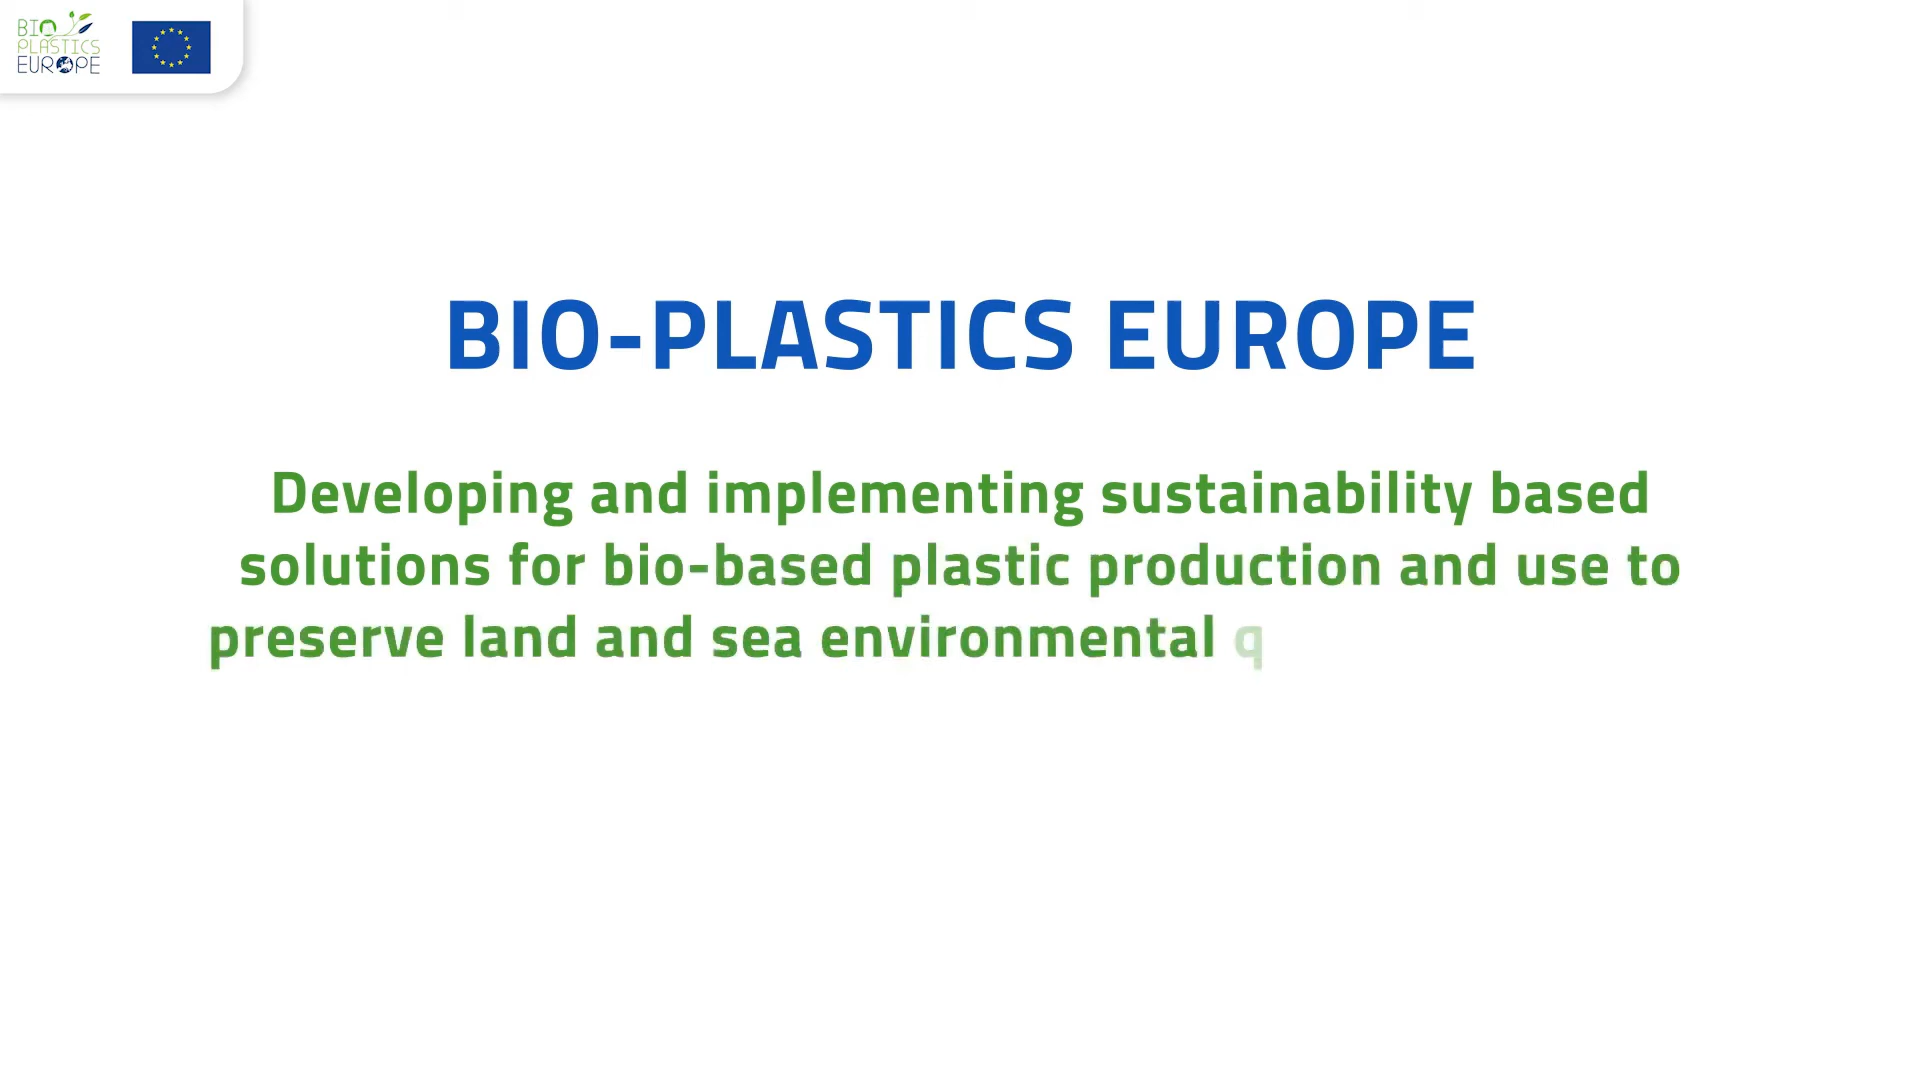 BIO
PLASTICS
EUROPE
BIO-PLASTICS EUROPE
Developing and implementing sustainability based
solutions for bio-based plastic production and use to
preserve land and sea environmental q